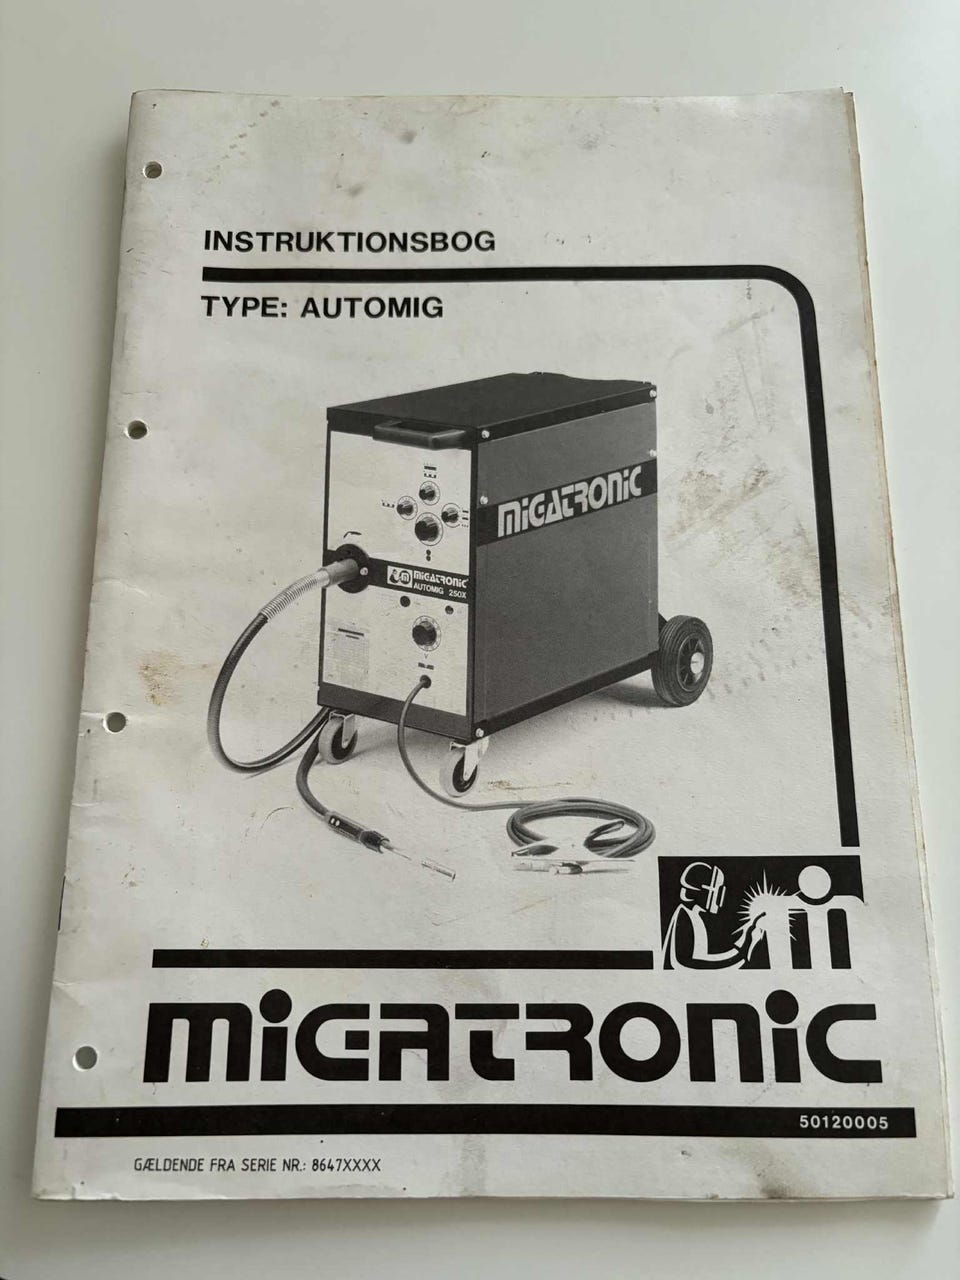 INSTRUKTIONSBOG
TYPE: AUTOMIG
MIGATRONIC
MIGATRONIC
AUTOMIG 250X
V
MIGATRONIC
50120005
GÆLDENDE FRA SERIE NR.: 8647XXXX